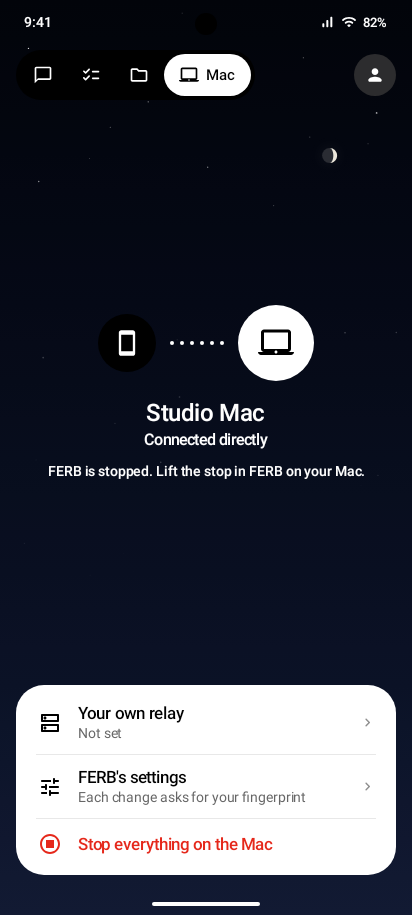 9:41
82%
Mac
Studio Mac
Connected directly
FERB is stopped. Lift the stop in FERB on your Mac.
Your own relay
Not set
FERB's settings
Each change asks for your fingerprint
Stop everything on the Mac